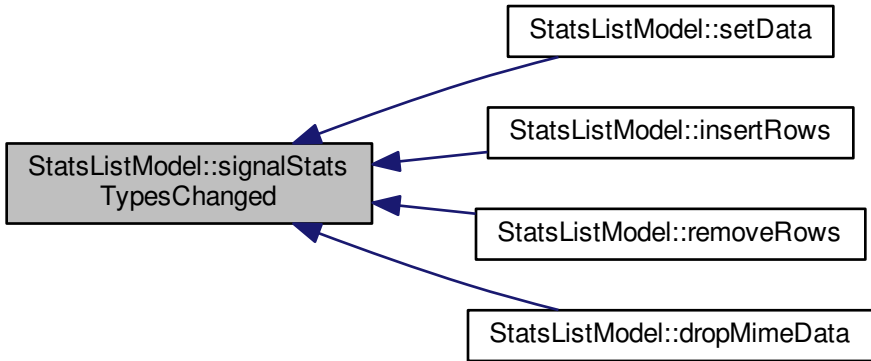 StatsListModel::setData
StatsListModel::insertRows
StatsListModel::signalStats
TypesChanged
StatsListModel::removeRows
StatsListModel::dropMimeData